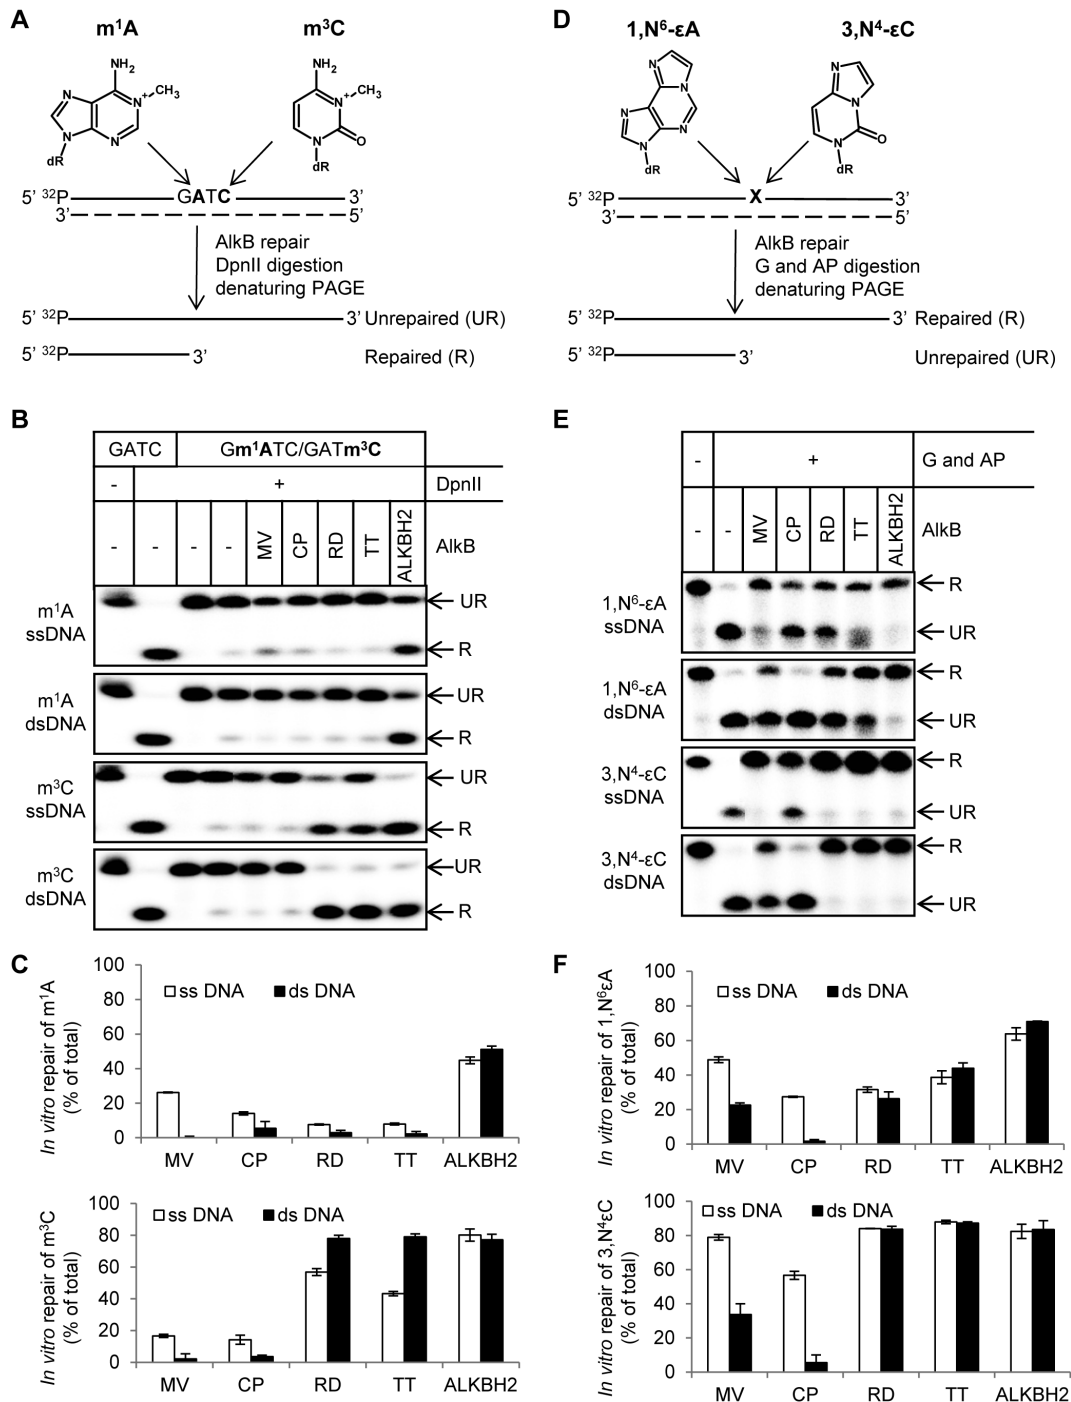 A
m¹A
m³C
NH₂
N⁺
CH₃
N
N
N
N
dR
NH₂
N⁺
CH₃
N
O
dR
5' ³²P
GATC
3'
3'
5'
AlkB repair
DpnII digestion
denaturing PAGE
5' ³²P
3' Unrepaired (UR)
5' ³²P
3'
Repaired (R)
D
1,N⁶-εA
3,N⁴-εC
N
N
N
N
N
dR
N
N
N
O
dR
5' ³²P
X
3'
3'
5'
AlkB repair
G and AP digestion
denaturing PAGE
5' ³²P
3' Repaired (R)
5' ³²P
3'
Unrepaired (UR)
B
GATC
Gm¹ATC/GATm³C
- + DpnII
- - - - MV CP RD TT ALKBH2 AlkB
m¹A
ssDNA
UR
R
m¹A
dsDNA
UR
R
m³C
ssDNA
UR
R
m³C
dsDNA
UR
R
E
- + G and AP
- - MV CP RD TT ALKBH2 AlkB
1,N⁶-εA
ssDNA
R
UR
1,N⁶-εA
dsDNA
R
UR
3,N⁴-εC
ssDNA
R
UR
3,N⁴-εC
dsDNA
R
UR
C
In vitro repair of m¹A
(% of total)
100
80
60
40
20
0
ss DNA ds DNA
MV CP RD TT ALKBH2
In vitro repair of m³C
(% of total)
100
80
60
40
20
0
ss DNA ds DNA
MV CP RD TT ALKBH2
F
In vitro repair of 1,N⁶εA
(% of total)
100
80
60
40
20
0
ss DNA ds DNA
MV CP RD TT ALKBH2
In vitro repair of 3,N⁴εC
(% of total)
100
80
60
40
20
0
ss DNA ds DNA
MV CP RD TT ALKBH2